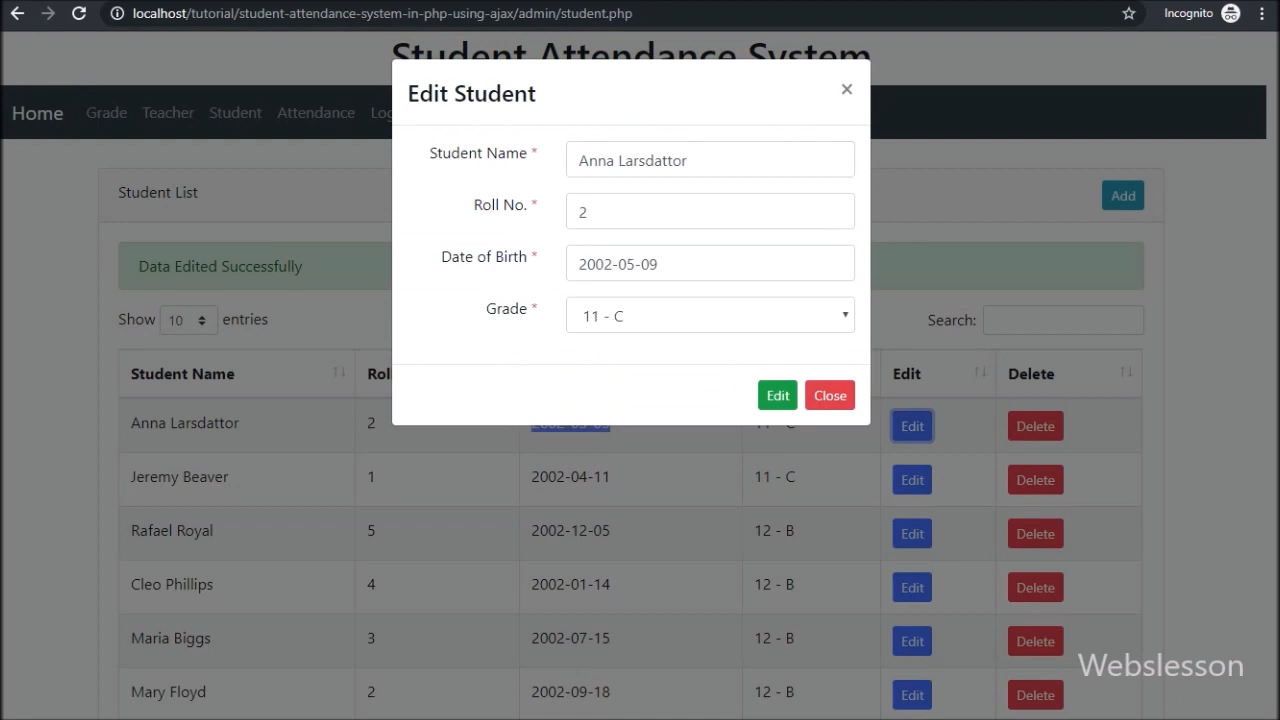 localhost/tutorial/student-attendance-system-in-php-using-ajax/admin/student.php Incognito
Student Attendance System
Home Grade Teacher Student Attendance
Edit Student ×
Student Name *
Anna Larsdattor
Roll No. *
2
Date of Birth *
2002-05-09
Grade *
11 - C
Edit Close
Student List Add
Data Edited Successfully
Show 10 entries Search:
Student Name Edit Delete
Anna Larsdattor 2 Edit Delete
Jeremy Beaver 1 2002-04-11 11 - C Edit Delete
Rafael Royal 5 2002-12-05 12 - B Edit Delete
Cleo Phillips 4 2002-01-14 12 - B Edit Delete
Maria Biggs 3 2002-07-15 12 - B Edit Delete
Mary Floyd 2 2002-09-18 12 - B Edit Delete
Webslesson